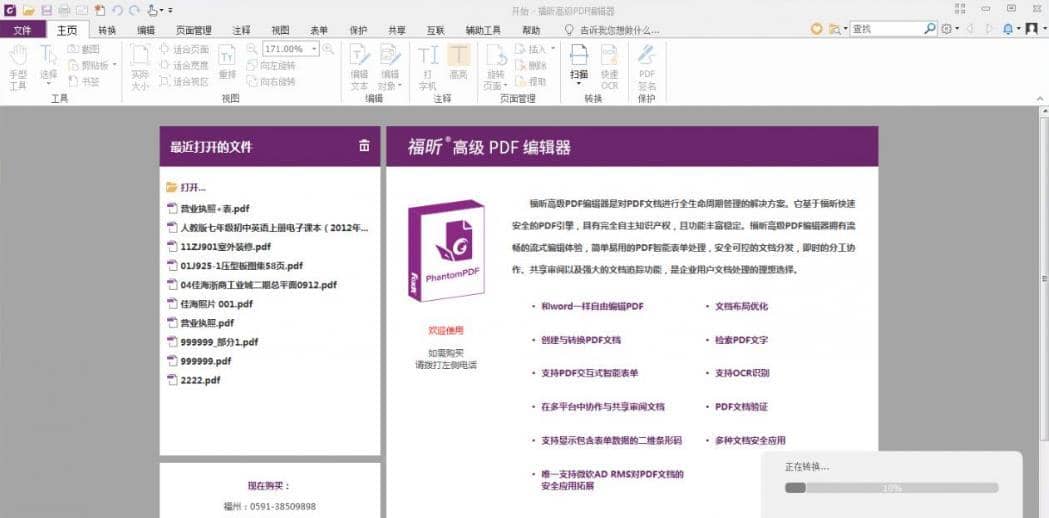 开始 - 福昕高级PDF编辑器
文件 主页 转换 编辑 页面管理 注释 视图 表单 保护 共享 互联 辅助工具 帮助 告诉我您想做什么... 查找
手型
工具
选择
截图
剪贴板
书签
工具
实际
大小
适合页面
适合宽度
适合视区
重排
171.00%
向左旋转
向右旋转
视图
编辑
文本
编辑
对象
编辑
打
字机
高亮
注释
旋转
页面
插入
删除
提取
页面管理
扫描
快速
OCR
转换
PDF
签名
保护
最近打开的文件
打开...
营业执照+表.pdf
人教版七年级初中英语上册电子课本（2012年...
11ZJ901室外装修.pdf
01J925-1压型板图集58页.pdf
04佳海浙商工业城二期总平面0912.pdf
佳海照片 001.pdf
营业执照.pdf
999999_部分1.pdf
999999.pdf
2222.pdf
现在购买：
福州：0591-38509898
福昕®高级 PDF 编辑器
福昕高级PDF编辑器是对PDF文档进行全生命周期管理的解决方案。它基于福昕快速
安全的PDF引擎，具有完全自主知识产权，且功能丰富稳定。福昕高级PDF编辑器拥有流
畅的流式编辑体验，简单易用的PDF智能表单处理，安全可控的文档分发，即时的分工协
作、共享审阅以及强大的文档追踪功能，是企业用户文档处理的理想选择。
PhantomPDF
Foxit
欢迎使用
如需购买
请拨打左侧电话
• 和word一样自由编辑PDF
• 文档布局优化
• 创建与转换PDF文档
• 检索PDF文字
• 支持PDF交互式智能表单
• 支持OCR识别
• 在多平台中协作与共享审阅文档
• PDF文档验证
• 支持显示包含表单数据的二维条形码
• 多种文档安全应用
• 唯一支持微软AD RMS对PDF文档的
安全应用拓展
正在转换...
10%